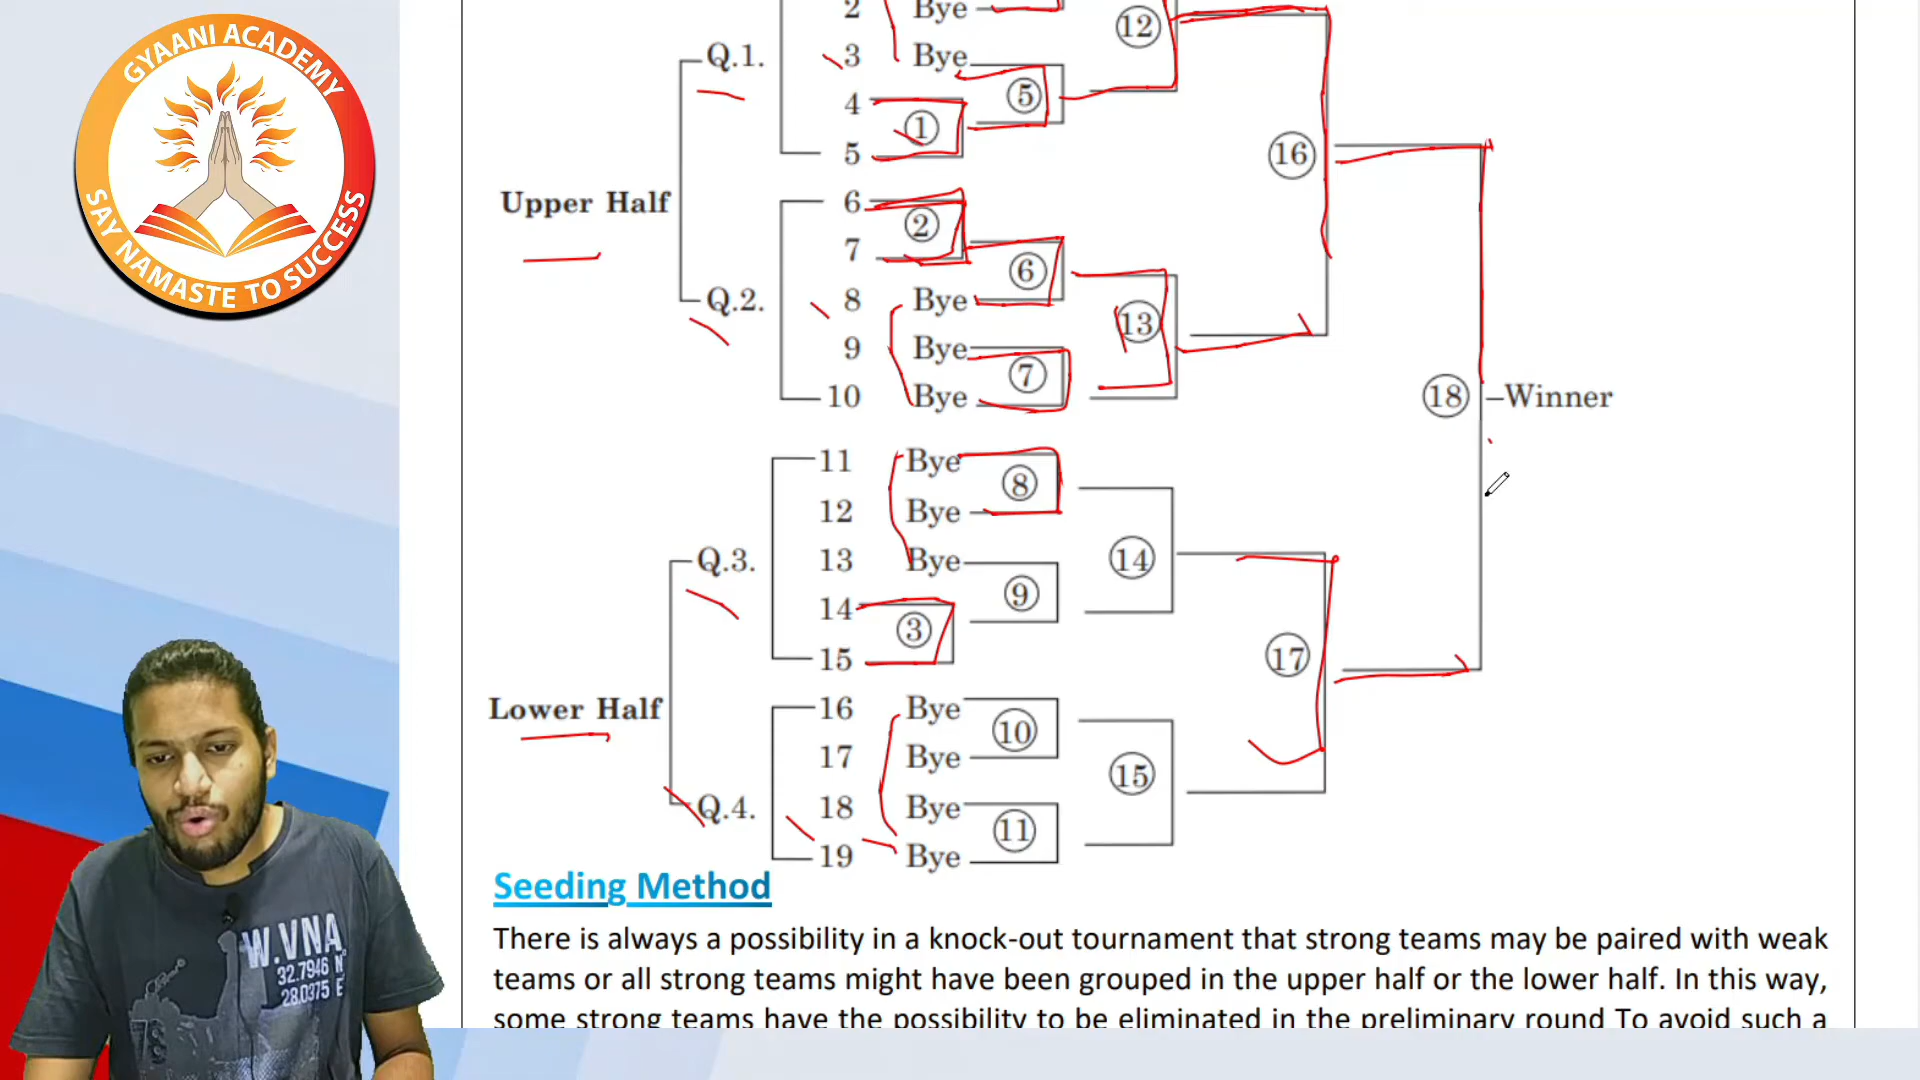 GYAANI ACADEMY
SAY NAMASTE TO SUCCESS
2 Bye
12
Q.1.
3 Bye
5
4
1
5
16
Upper Half
6
2
7
6
Q.2.
8 Bye
13
9 Bye
7
10 Bye
18 Winner
11 Bye
8
12 Bye
Q.3.
13 Bye
14
9
14
3
15
17
Lower Half
16 Bye
10
17 Bye
15
Q.4.
18 Bye
11
19 Bye
Seeding Method
There is always a possibility in a knock-out tournament that strong teams may be paired with weak
teams or all strong teams might have been grouped in the upper half or the lower half. In this way,
some strong teams have the possibility to be eliminated in the preliminary round To avoid such a
W.VNA
32.7946 N
28.0375 E